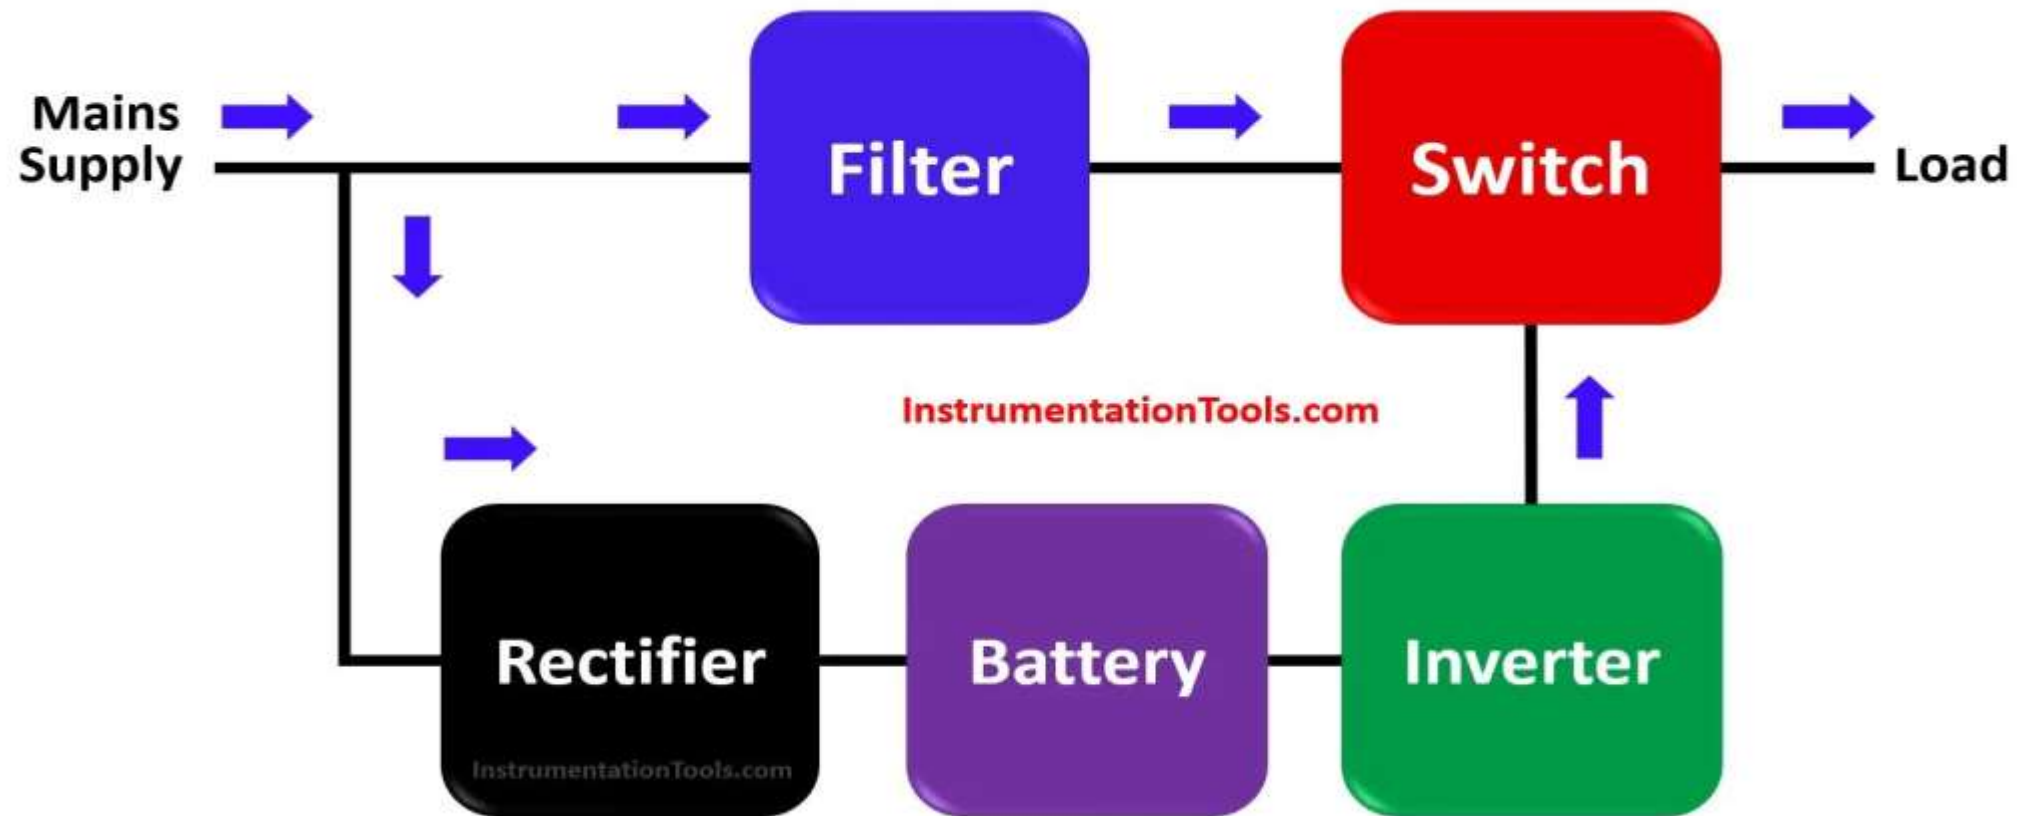 Mains
Supply
Filter
Switch
Load
InstrumentationTools.com
Rectifier
Battery
Inverter
InstrumentationTools.com